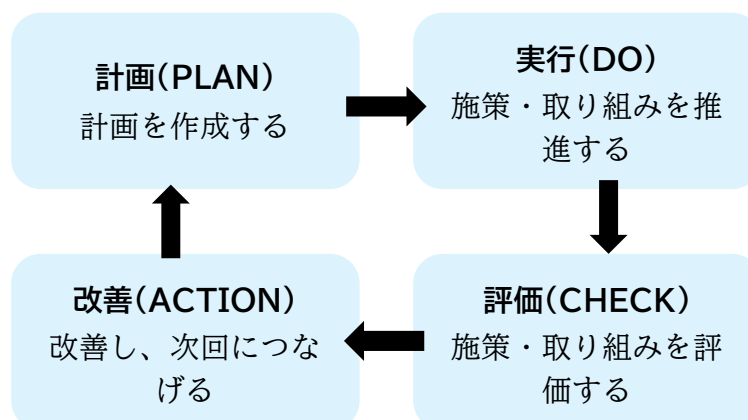 計画(PLAN)
計画を作成する
実行(DO)
施策・取り組みを推
進する
改善(ACTION)
改善し、次回につな
げる
評価(CHECK)
施策・取り組みを評
価する